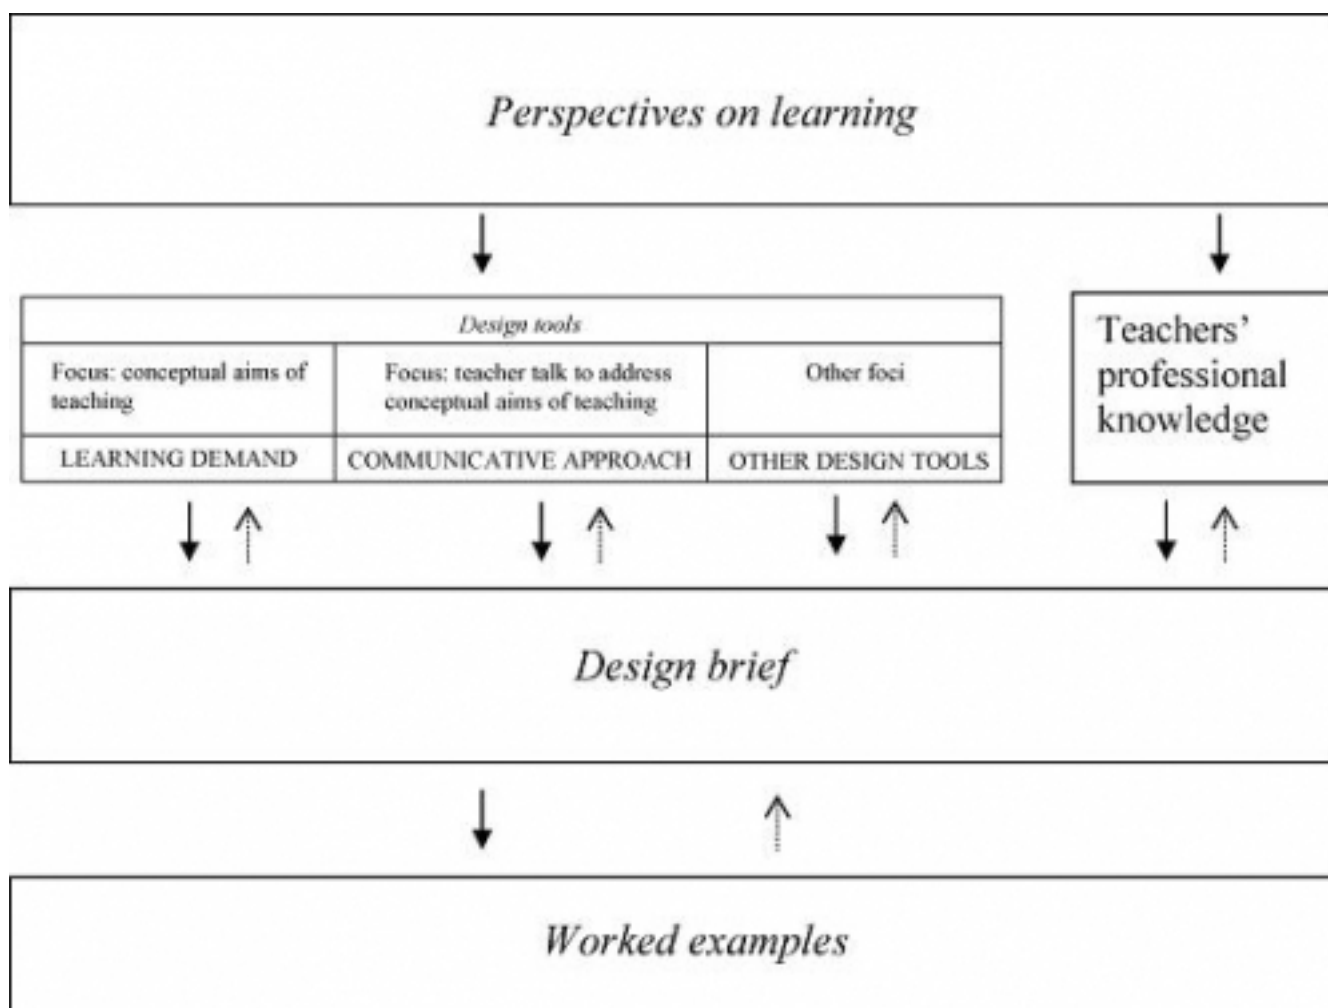 Perspectives on learning
Design tools
Focus: conceptual aims of
teaching
Focus: teacher talk to address
conceptual aims of teaching
Other foci
LEARNING DEMAND
COMMUNICATIVE APPROACH
OTHER DESIGN TOOLS
Teachers’
professional
knowledge
Design brief
Worked examples